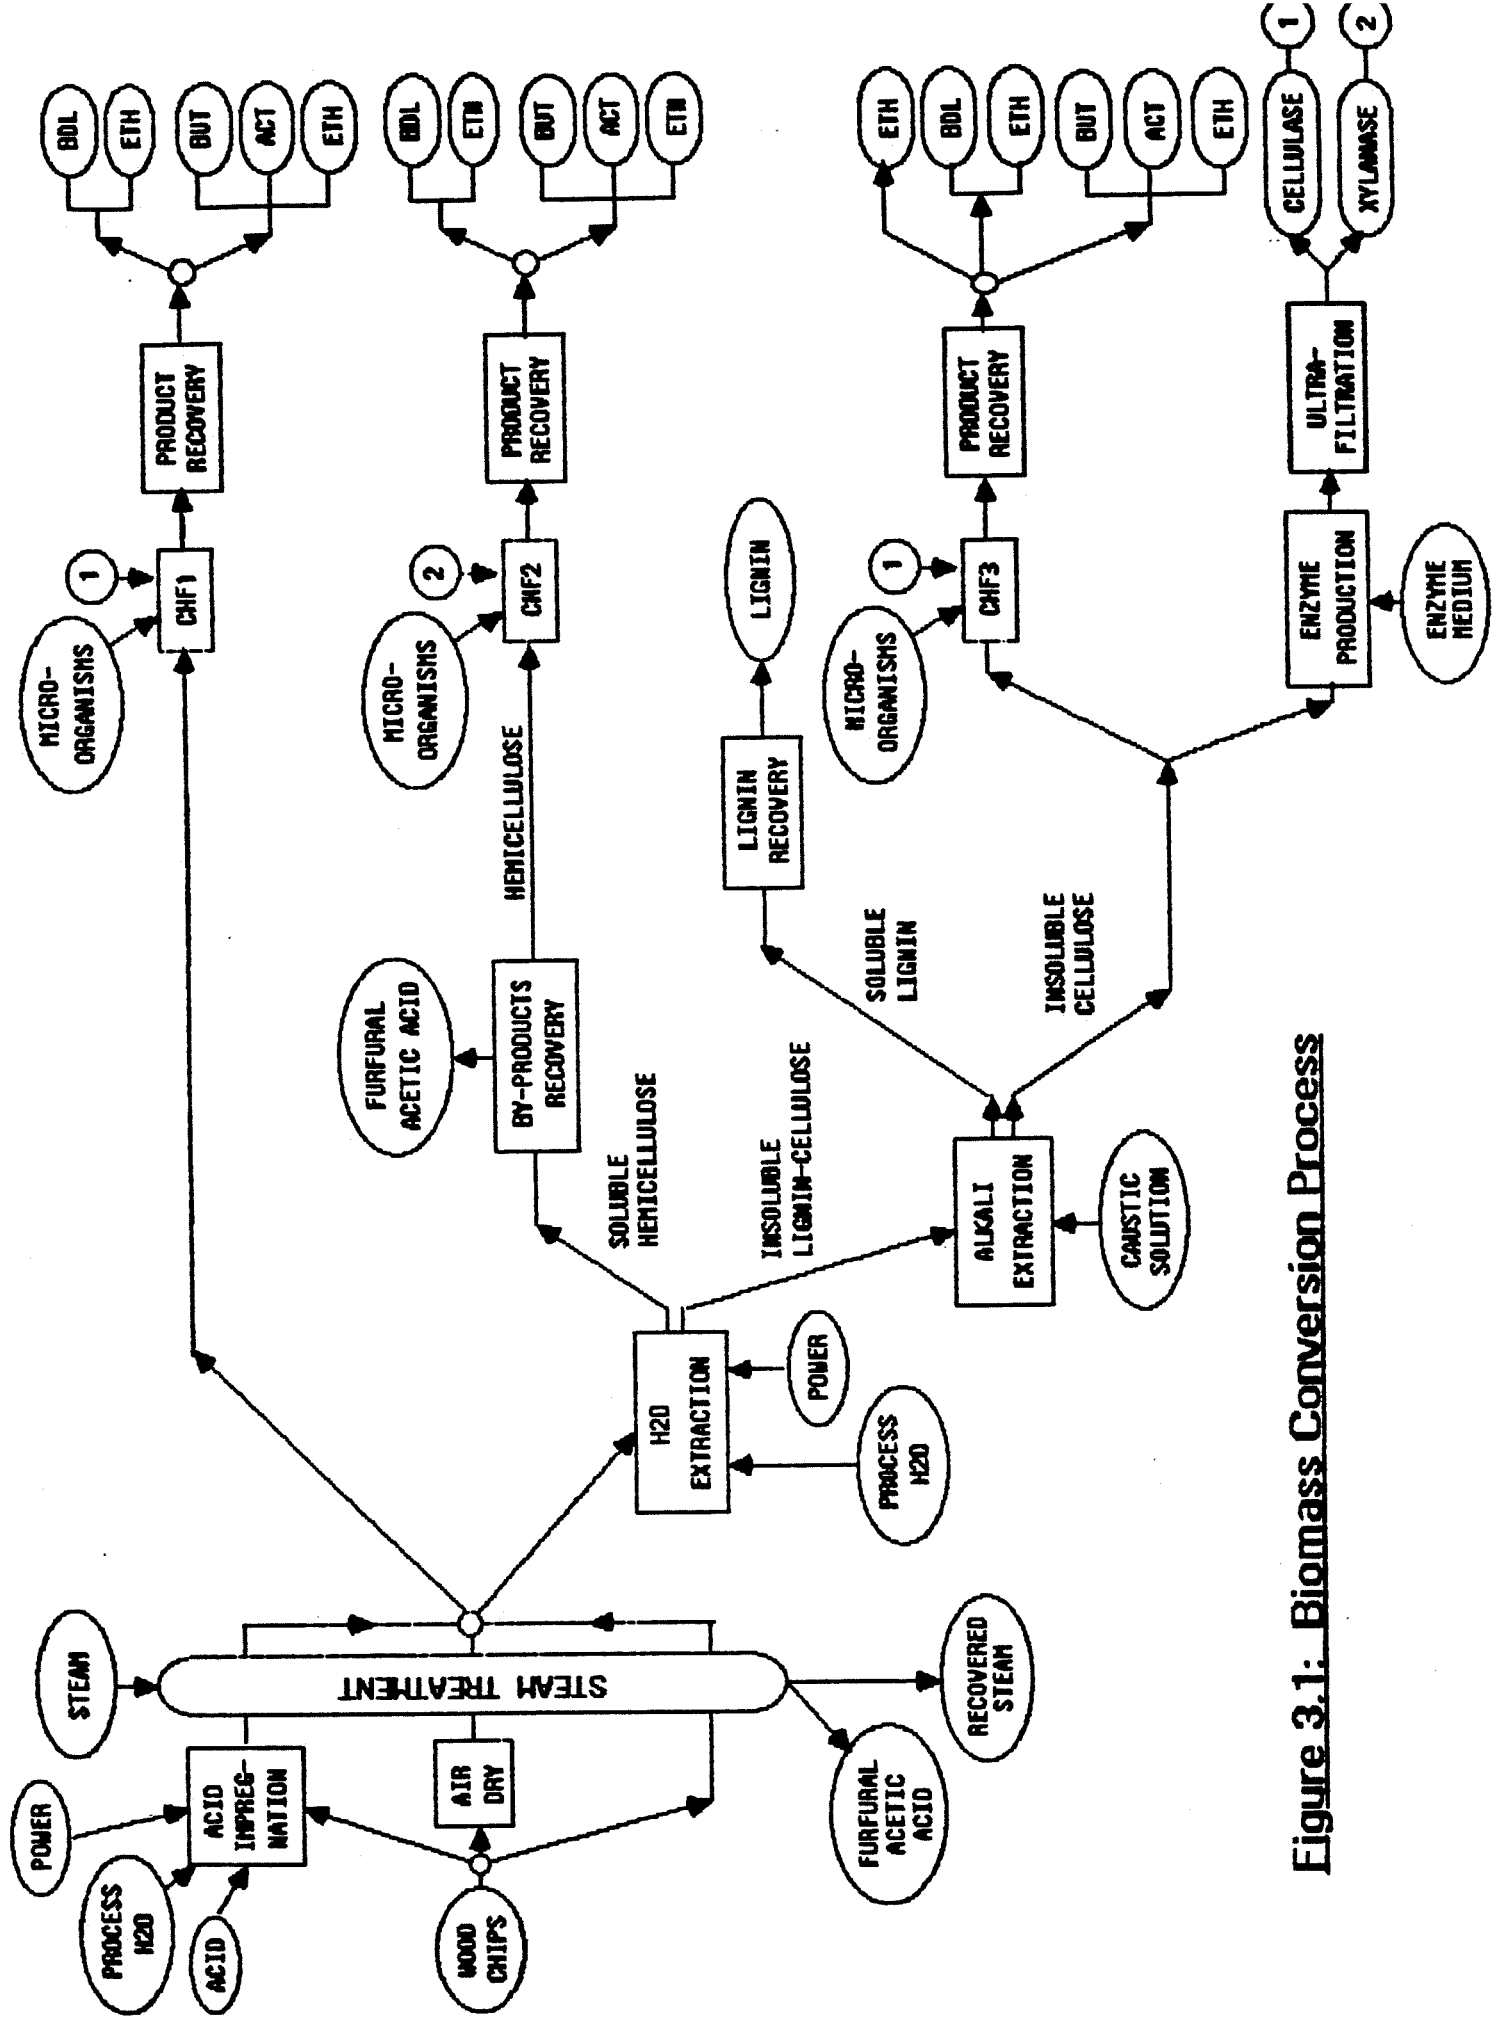 POWER
PROCESS
H2O
ACID
STEAM
ACID
IMPREG-
NATION
WOOD
CHIPS
AIR
DRY
STEAM TREATMENT
FURFURAL
ACETIC
ACID
RECOVERED
STEAM
H2O
EXTRACTION
PROCESS
H2O
POWER
SOLUBLE
HEMICELLULOSE
INSOLUBLE
LIGNIN-CELLULOSE
FURFURAL
ACETIC ACID
BY-PRODUCTS
RECOVERY
HEMICELLULOSE
ALKALI
EXTRACTION
CAUSTIC
SOLUTION
SOLUBLE
LIGNIN
INSOLUBLE
CELLULOSE
LIGNIN
RECOVERY
LIGNIN
MICRO-
ORGANISMS
1
CHF1
PRODUCT
RECOVERY
BDL
ETH
BUT
ACT
ETH
MICRO-
ORGANISMS
2
CHF2
PRODUCT
RECOVERY
BDL
ETH
BUT
ACT
ETH
MICRO-
ORGANISMS
1
CHF3
PRODUCT
RECOVERY
ETH
BDL
ETH
BUT
ACT
ETH
ENZYME
PRODUCTION
ENZYME
MEDIUM
ULTRA-
FILTRATION
CELLULASE
1
XYLANASE
2
Figure 3.1: Biomass Conversion Process